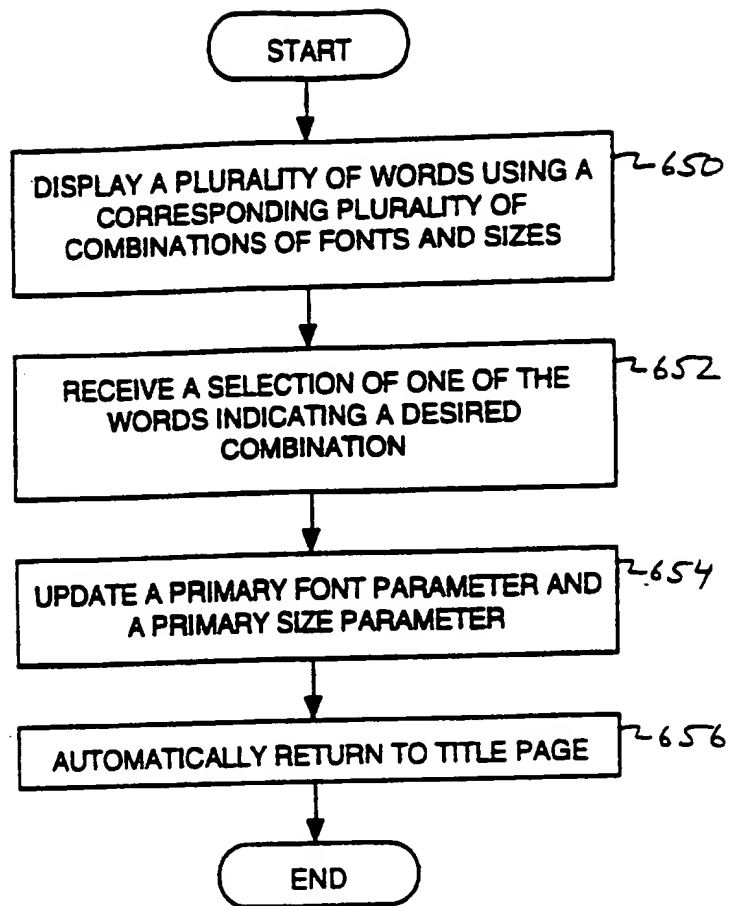 START
DISPLAY A PLURALITY OF WORDS USING A
CORRESPONDING PLURALITY OF
COMBINATIONS OF FONTS AND SIZES
650
RECEIVE A SELECTION OF ONE OF THE
WORDS INDICATING A DESIRED
COMBINATION
652
UPDATE A PRIMARY FONT PARAMETER AND
A PRIMARY SIZE PARAMETER
654
AUTOMATICALLY RETURN TO TITLE PAGE
656
END